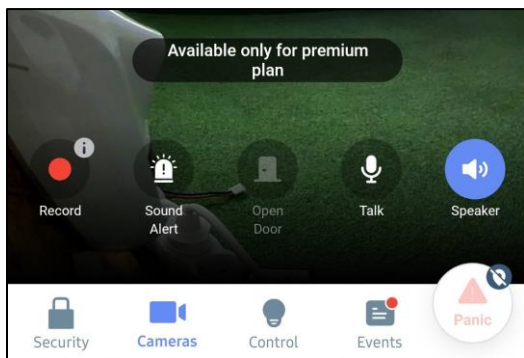 Available only for premium
plan
Record
Sound
Alert
Open
Door
Talk
Speaker
Security
Cameras
Control
Events
Panic